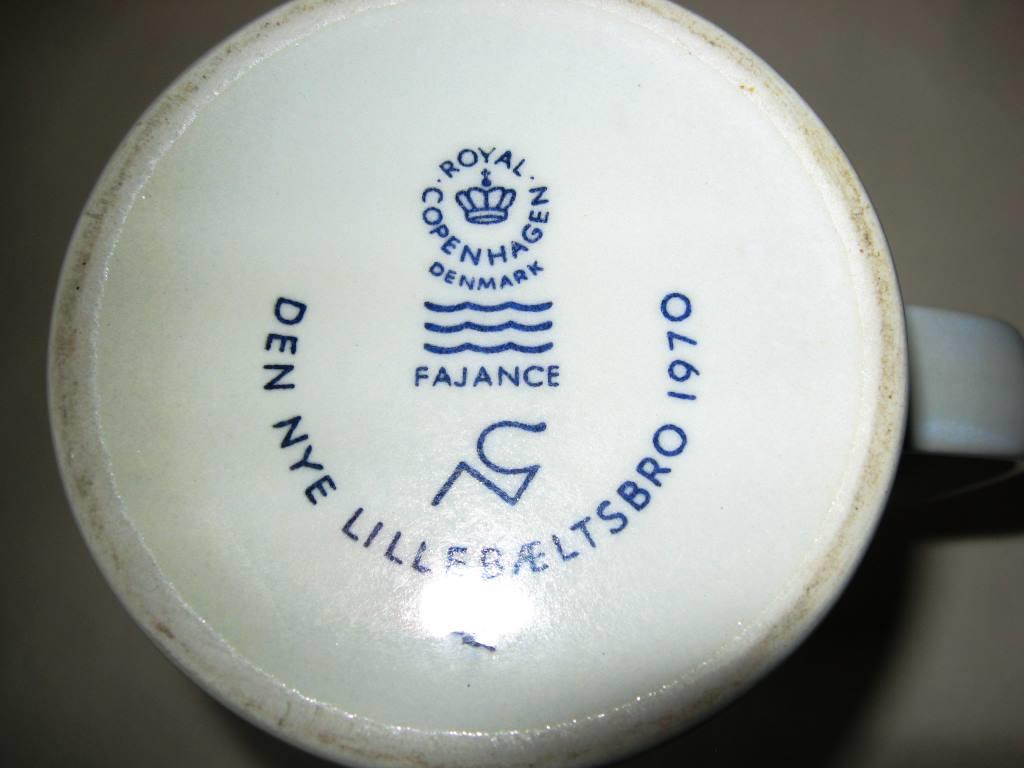 ROYAL
COPENHAGEN
DENMARK
FAJANCE
DEN NYE LILLEBÆLTSBRO 1970